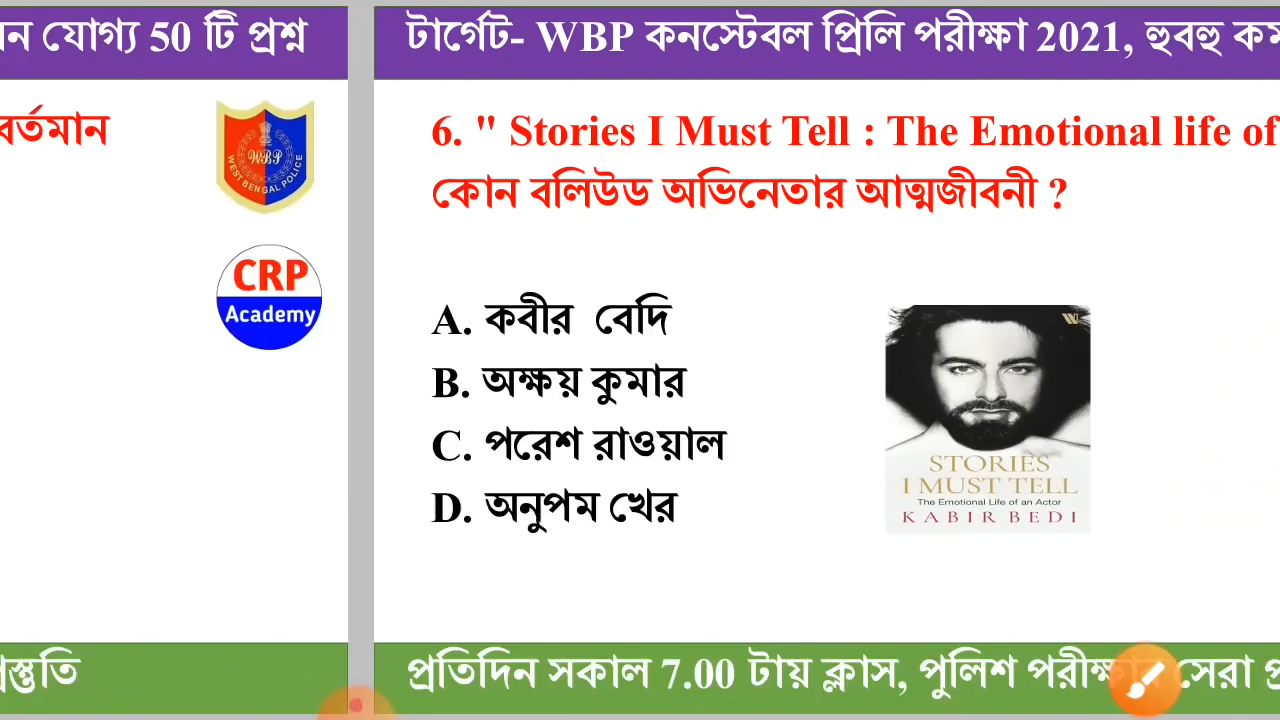 ন যোগ্য 50 টি প্রশ্ন
বর্তমান
WBP
WEST BENGAL POLICE
CRP
Academy
প্রস্তুতি
টার্গেট- WBP কনস্টেবল প্রিলি পরীক্ষা 2021, হুবহু কম
6. " Stories I Must Tell : The Emotional life of
কোন বলিউড অভিনেতার আত্মজীবনী ?
A. কবীর বেদি
B. অক্ষয় কুমার
C. পরেশ রাওয়াল
D. অনুপম খের
W
STORIES
I MUST TELL
The Emotional Life of an Actor
KABIR BEDI
প্রতিদিন সকাল 7.00 টায় ক্লাস, পুলিশ পরীক্ষার সেরা প্র